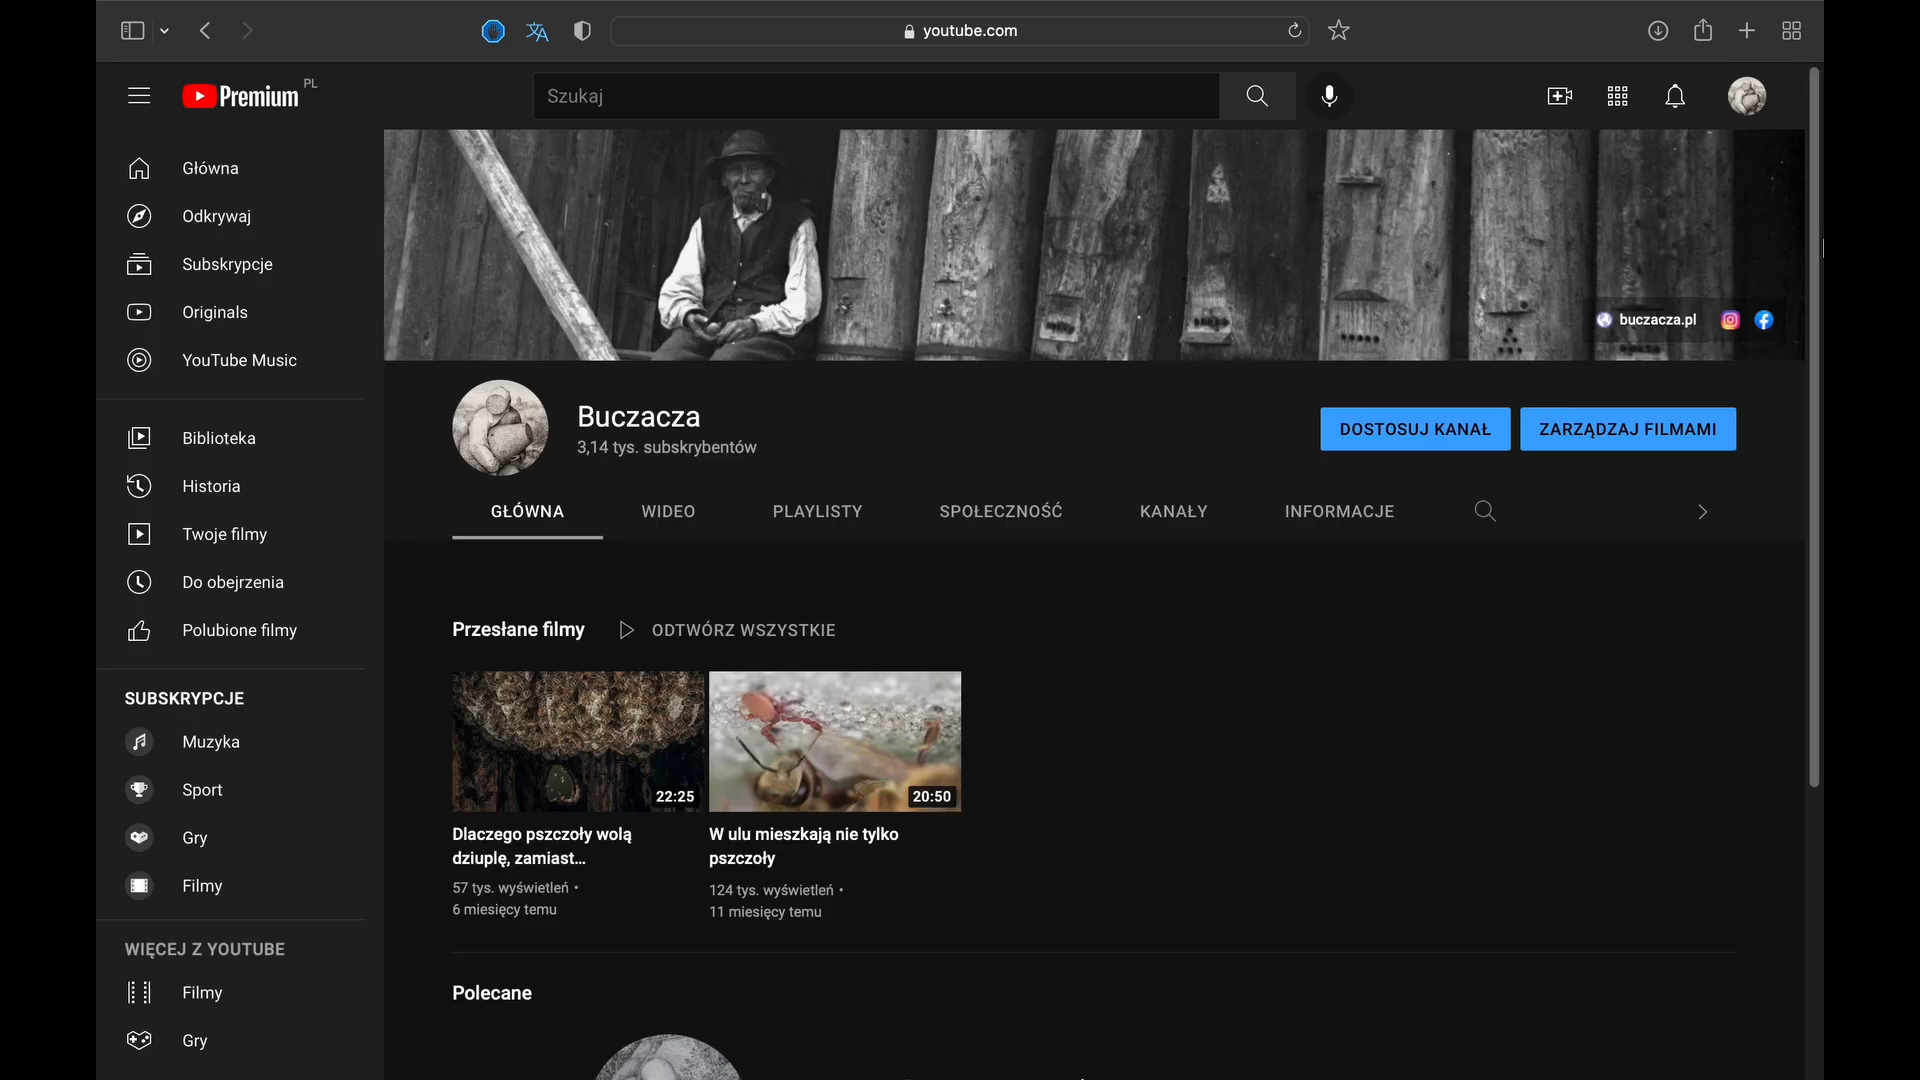 youtube.com
Premium PL
Szukaj
Główna
Odkrywaj
Subskrypcje
Originals
YouTube Music
Biblioteka
Historia
Twoje filmy
Do obejrzenia
Polubione filmy
SUBSKRYPCJE
Muzyka
Sport
Gry
Filmy
WIĘCEJ Z YOUTUBE
Filmy
Gry
buczacza.pl
Buczacza
3,14 tys. subskrybentów
DOSTOSUJ KANAŁ
ZARZĄDZAJ FILMAMI
GŁÓWNA WIDEO PLAYLISTY SPOŁECZNOŚĆ KANAŁY INFORMACJE
Przesłane filmy
ODTWÓRZ WSZYSTKIE
22:25
Dlaczego pszczoły wolą
dziuplę, zamiast...
57 tys. wyświetleń •
6 miesięcy temu
20:50
W ulu mieszkają nie tylko
pszczoły
124 tys. wyświetleń •
11 miesięcy temu
Polecane